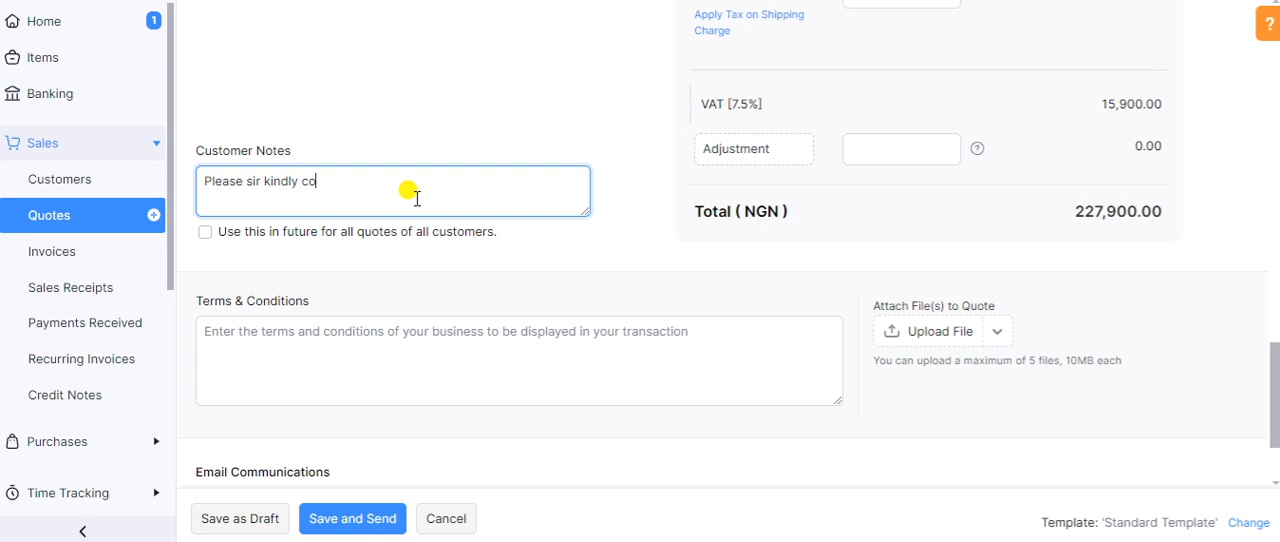 Home
1
Items
Banking
Sales
Customers
Quotes
Invoices
Sales Receipts
Payments Received
Recurring Invoices
Credit Notes
Purchases
Time Tracking
Apply Tax on Shipping
Charge
?
VAT [7.5%]
15,900.00
Adjustment
?
0.00
Total ( NGN )
227,900.00
Customer Notes
Please sir kindly co
Use this in future for all quotes of all customers.
Terms & Conditions
Enter the terms and conditions of your business to be displayed in your transaction
Attach File(s) to Quote
Upload File
You can upload a maximum of 5 files, 10MB each
Email Communications
Save as Draft
Save and Send
Cancel
Template: 'Standard Template' Change